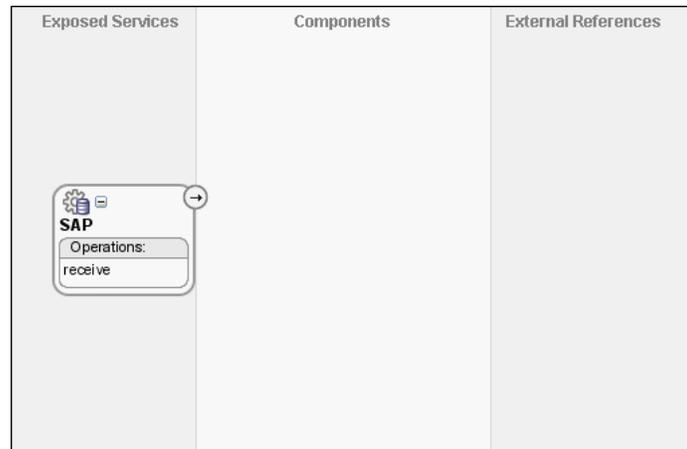 Exposed Services
Components
External References
SAP
Operations:
receive